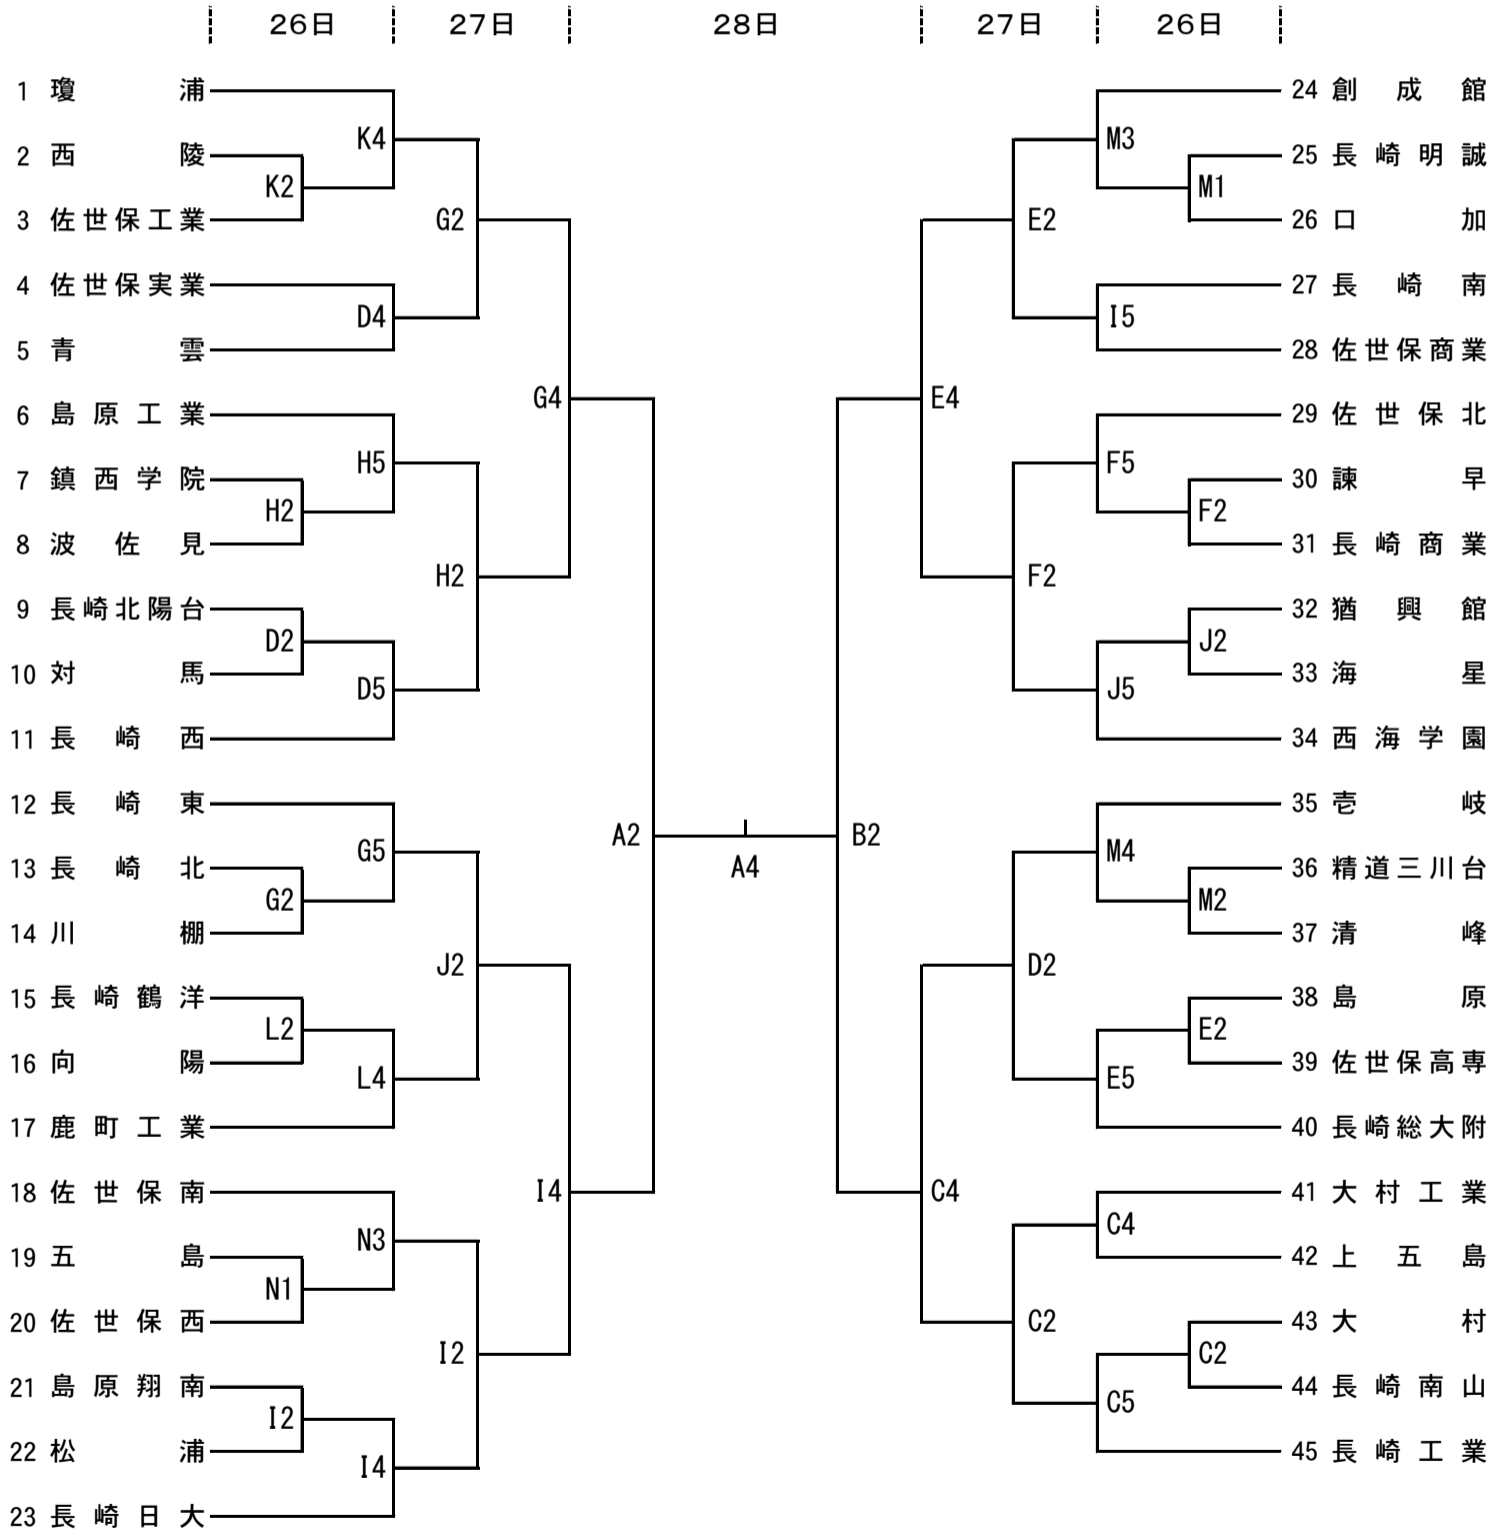 26日 27日 28日 27日 26日
1 瓊浦
2 西陵
3 佐世保工業
4 佐世保実業
5 青雲
6 島原工業
7 鎮西学院
8 波佐見
9 長崎北陽台
10 対馬
11 長崎西
12 長崎東
13 長崎北
14 川棚
15 長崎鶴洋
16 向陽
17 鹿町工業
18 佐世保南
19 五島
20 佐世保西
21 島原翔南
22 松浦
23 長崎日大
K2
H2
D2
G2
L2
N1
I2
K4
D4
H5
D5
G5
L4
N3
I4
G2
H2
J2
I2
G4
I4
A2
A4
B2
E4
C4
E2
F2
D2
C2
M3
I5
F5
J5
M4
E5
C4
C5
M1
F2
J2
M2
E2
C2
24 創成館
25 長崎明誠
26 口加
27 長崎南
28 佐世保商業
29 佐世保北
30 諫早
31 長崎商業
32 猶興館
33 海星
34 西海学園
35 壱岐
36 精道三川台
37 清峰
38 島原
39 佐世保高専
40 長崎総大附
41 大村工業
42 上五島
43 大村
44 長崎南山
45 長崎工業